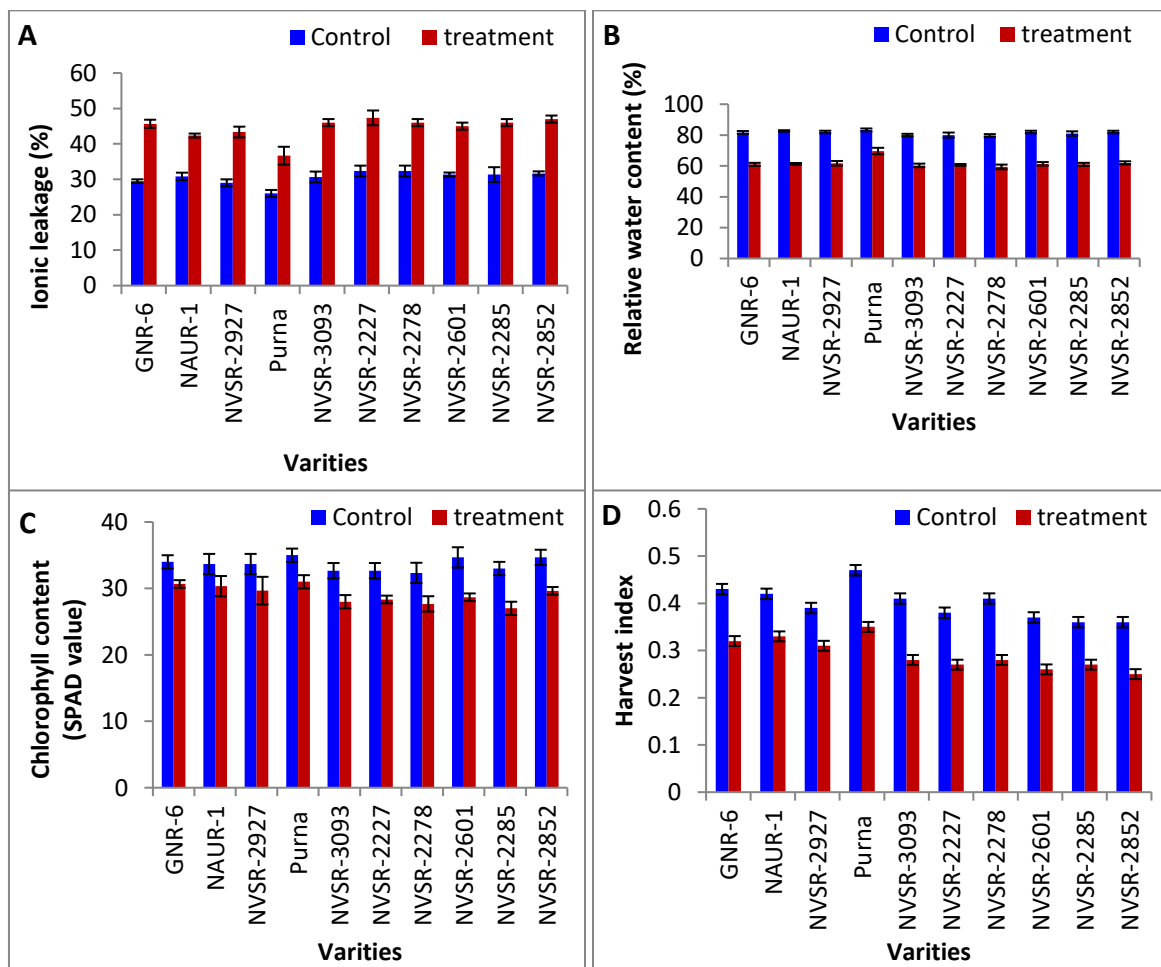 A
Control treatment
Ionic leakage (%)
60
50
40
30
20
10
0
GNR-6
NAUR-1
NVSR-2927
Purna
NVSR-3093
NVSR-2227
NVSR-2278
NVSR-2601
NVSR-2285
NVSR-2852
Varities
B
Control treatment
Relative water content (%)
100
80
60
40
20
0
GNR-6
NAUR-1
NVSR-2927
Purna
NVSR-3093
NVSR-2227
NVSR-2278
NVSR-2601
NVSR-2285
NVSR-2852
Varities
C
Control treatment
Chlorophyll content
(SPAD value)
40
30
20
10
0
GNR-6
NAUR-1
NVSR-2927
Purna
NVSR-3093
NVSR-2227
NVSR-2278
NVSR-2601
NVSR-2285
NVSR-2852
Varities
D
Control treatment
Harvest index
0.6
0.5
0.4
0.3
0.2
0.1
0
GNR-6
NAUR-1
NVSR-2927
Purna
NVSR-3093
NVSR-2227
NVSR-2278
NVSR-2601
NVSR-2285
NVSR-2852
Varities